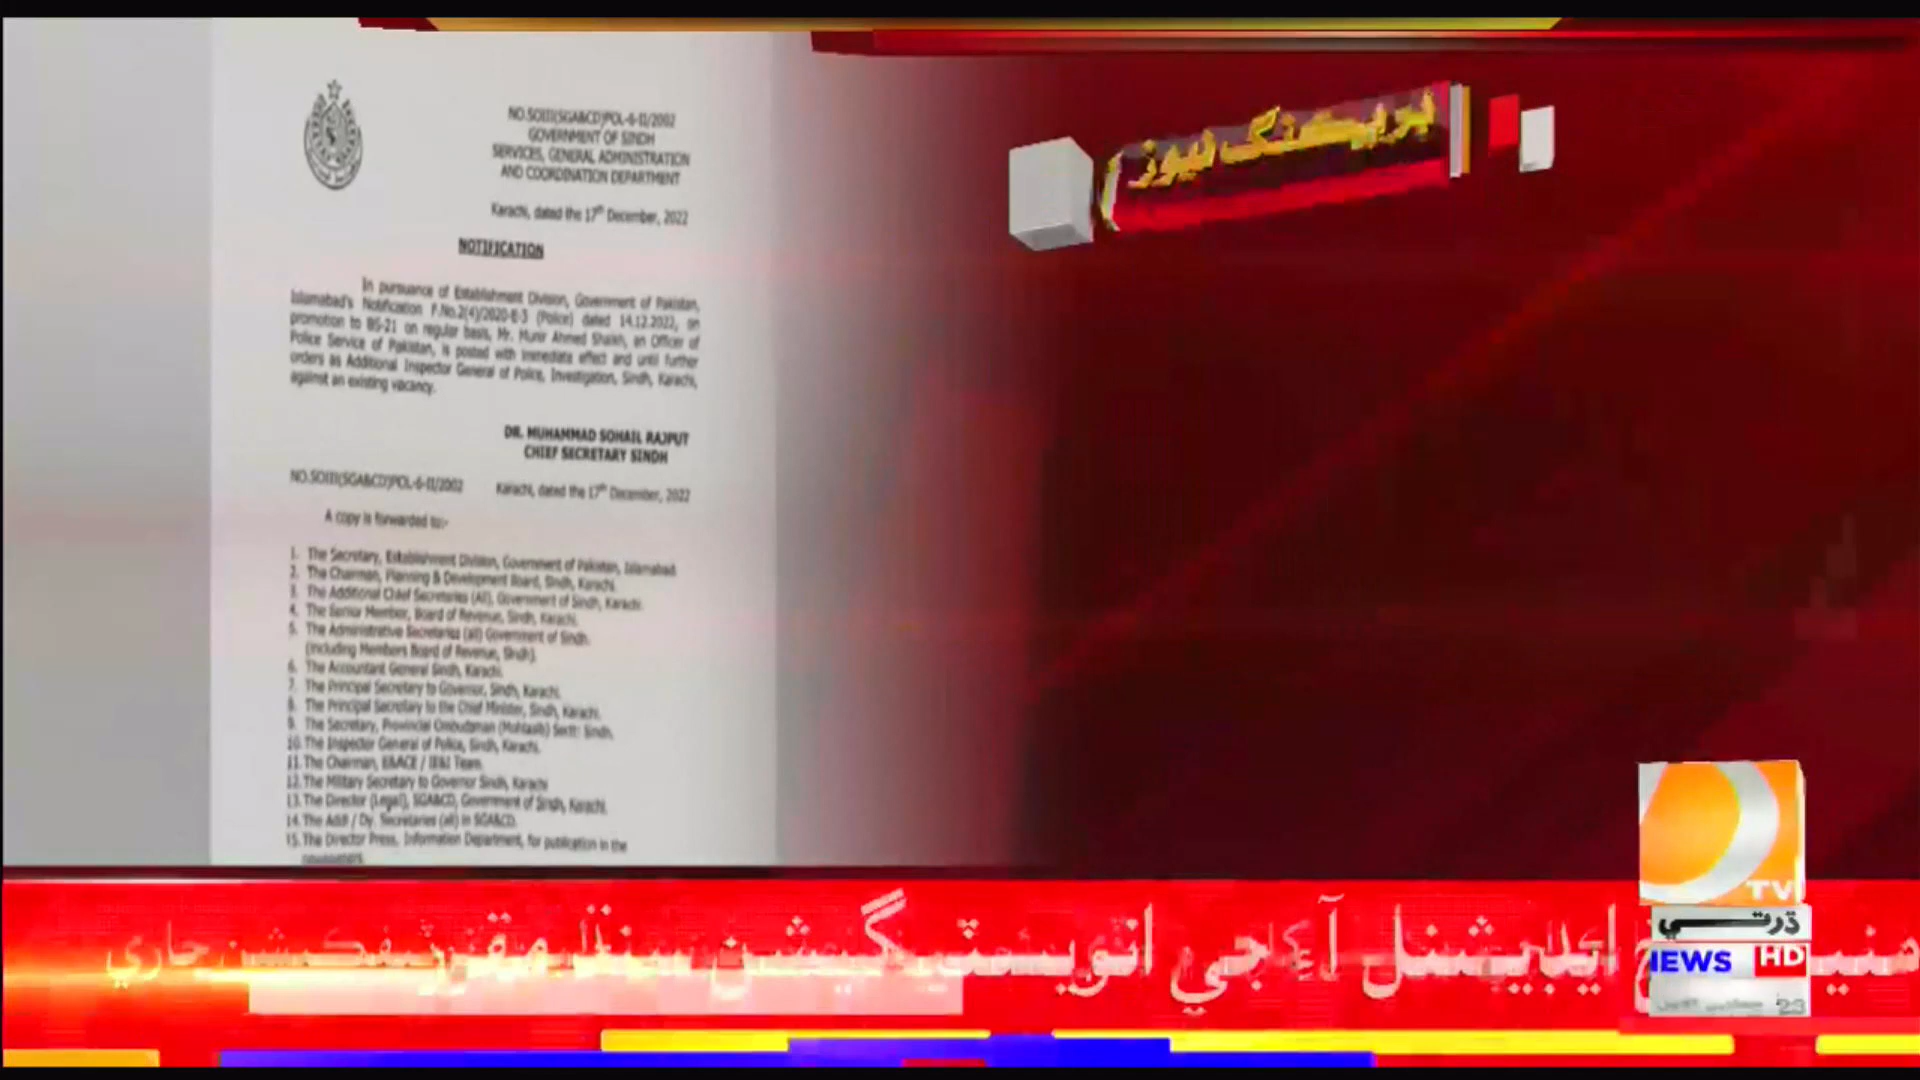 NO.SOIII(SGA&CD)POL-6-II/2002
GOVERNMENT OF SINDH
SERVICES, GENERAL ADMINISTRATION
AND COORDINATION DEPARTMENT
Karachi, dated the 17th December, 2022
NOTIFICATION
In pursuance of Establishment Division, Government of Pakistan,
Islamabad's Notification F.No.2(4)/2020-E-3 (Police) dated 14.12.2022, on
promotion to BS-21 on regular basis, Mr. Munir Ahmed Shaikh, an Officer of
Police Service of Pakistan, is posted with immediate effect and until further
orders as Additional Inspector General of Police, Investigation, Sindh, Karachi,
against an existing vacancy.
DR. MUHAMMAD SOHAIL RAJPUT
CHIEF SECRETARY SINDH
NO.SOIII(SGA&CD)POL-6-II/2002 Karachi, dated the 17th December, 2022
A copy is forwarded to:-
1. The Secretary, Establishment Division, Government of Pakistan, Islamabad.
2. The Chairman, Planning & Development Board, Sindh, Karachi.
3. The Additional Chief Secretaries (All), Government of Sindh, Karachi.
4. The Senior Member, Board of Revenue, Sindh, Karachi.
5. The Administrative Secretaries (all) Government of Sindh.
(Including Members Board of Revenue, Sindh).
6. The Accountant General Sindh, Karachi.
7. The Principal Secretary to Governor, Sindh, Karachi.
8. The Principal Secretary to the Chief Minister, Sindh, Karachi.
9. The Secretary, Provincial Ombudsman (Mohtasib) Sectt: Sindh.
10. The Inspector General of Police, Sindh, Karachi.
11. The Chairman, E&ACE / IE&I Team.
12. The Military Secretary to Governor Sindh, Karachi
13. The Director (Legal), SGA&CD, Government of Sindh, Karachi.
14. The Addl / Dy. Secretaries (all) in SGA&CD.
15. The Director Press, Information Department, for publication in the
بريڪنگ نيوز
TV
ڌرتي
NEWS HD
ايڊيشنل آءِ جي انويسٽيگيشن سنڌ مقرر جاري